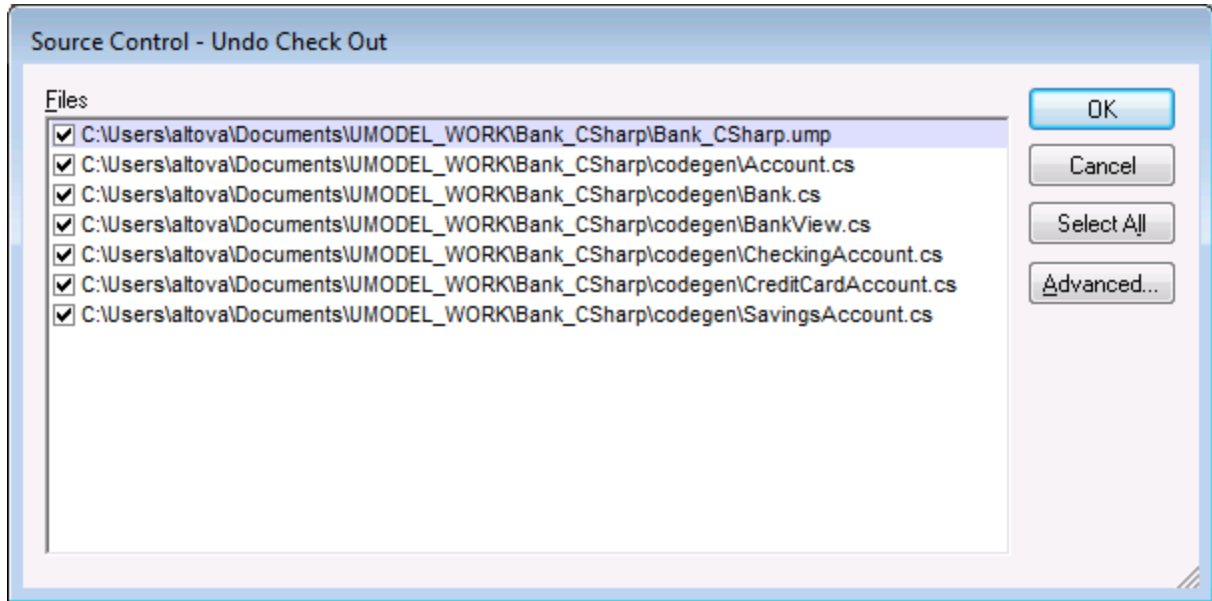 Source Control - Undo Check Out
Files
C:\Users\altova\Documents\UMODEL_WORK\Bank_CSharp\Bank_CSharp.ump
C:\Users\altova\Documents\UMODEL_WORK\Bank_CSharp\codegen\Account.cs
C:\Users\altova\Documents\UMODEL_WORK\Bank_CSharp\codegen\Bank.cs
C:\Users\altova\Documents\UMODEL_WORK\Bank_CSharp\codegen\BankView.cs
C:\Users\altova\Documents\UMODEL_WORK\Bank_CSharp\codegen\CheckingAccount.cs
C:\Users\altova\Documents\UMODEL_WORK\Bank_CSharp\codegen\CreditCardAccount.cs
C:\Users\altova\Documents\UMODEL_WORK\Bank_CSharp\codegen\SavingsAccount.cs
OK
Cancel
Select All
Advanced...